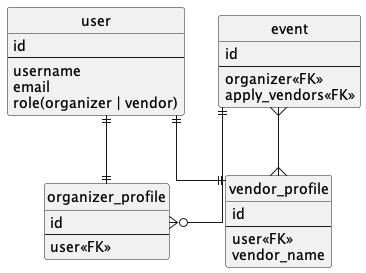 user
id
username
email
role(organizer | vendor)
event
id
organizer«FK»
apply_vendors«FK»
organizer_profile
id
user«FK»
vendor_profile
id
user«FK»
vendor_name